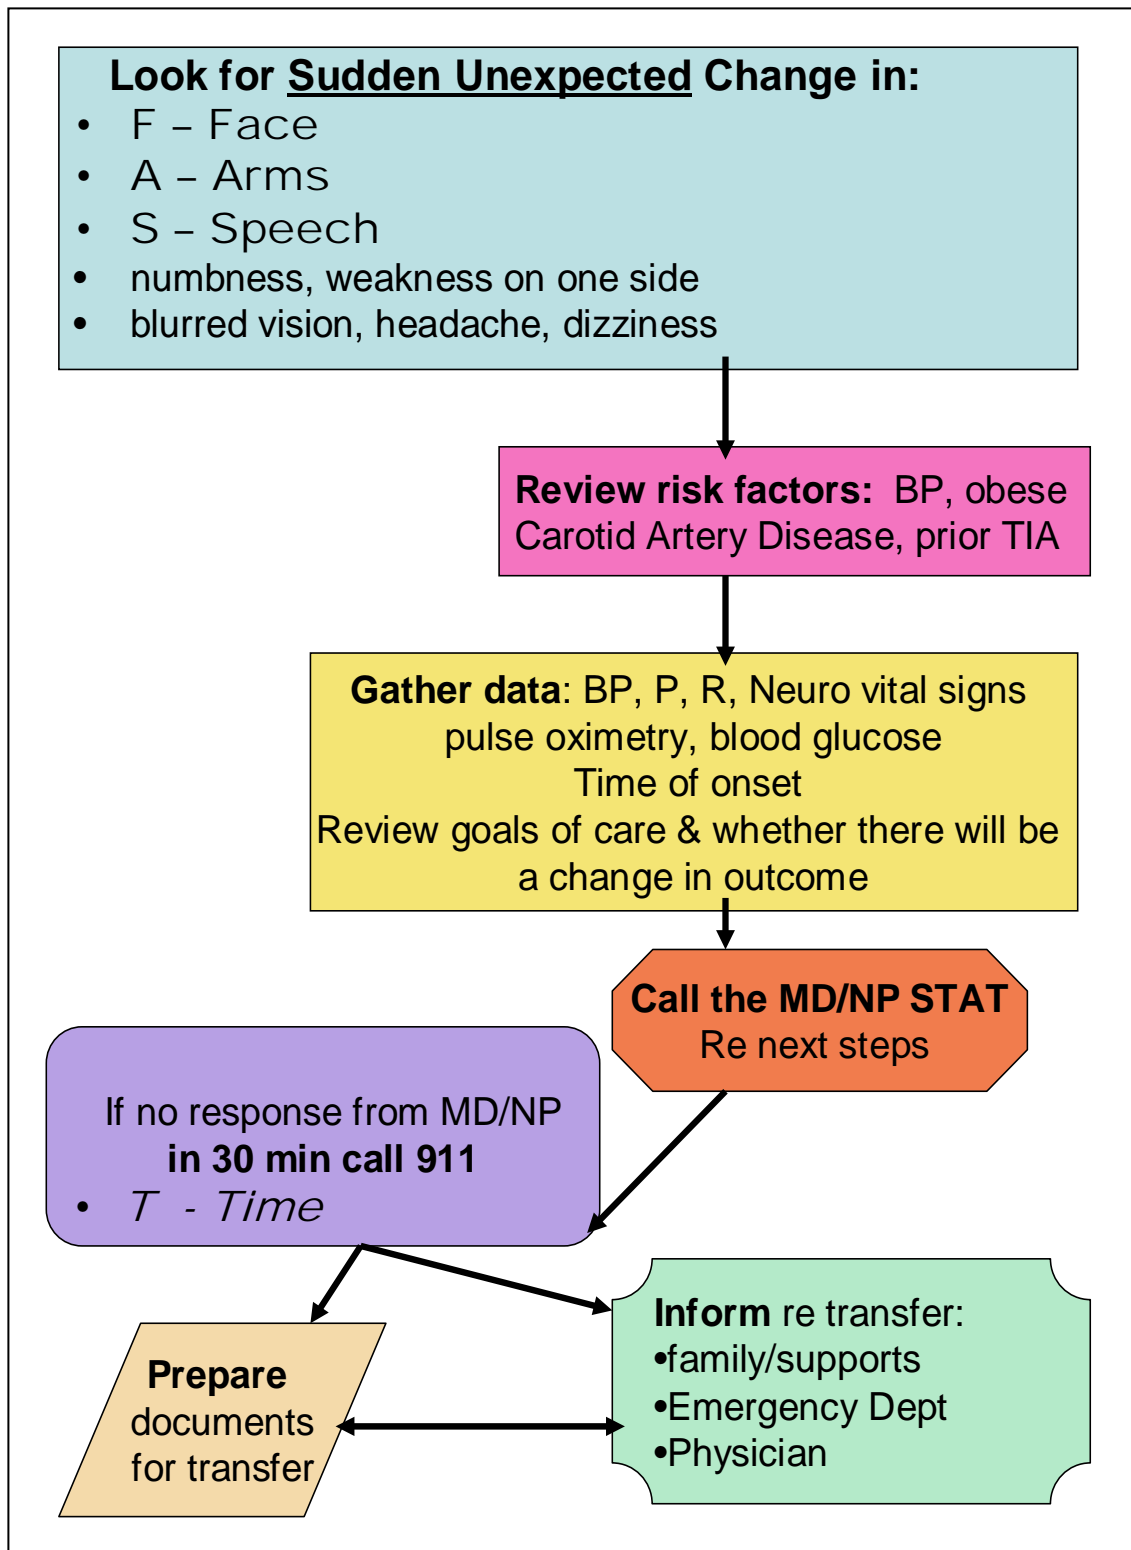 Look for Sudden Unexpected Change in:
• F – Face
• A – Arms
• S – Speech
• numbness, weakness on one side
• blurred vision, headache, dizziness
Review risk factors: BP, obese
Carotid Artery Disease, prior TIA
Gather data: BP, P, R, Neuro vital signs
pulse oximetry, blood glucose
Time of onset
Review goals of care & whether there will be
a change in outcome
Call the MD/NP STAT
Re next steps
If no response from MD/NP
in 30 min call 911
• T - Time
Prepare
documents
for transfer
Inform re transfer:
•family/supports
•Emergency Dept
•Physician